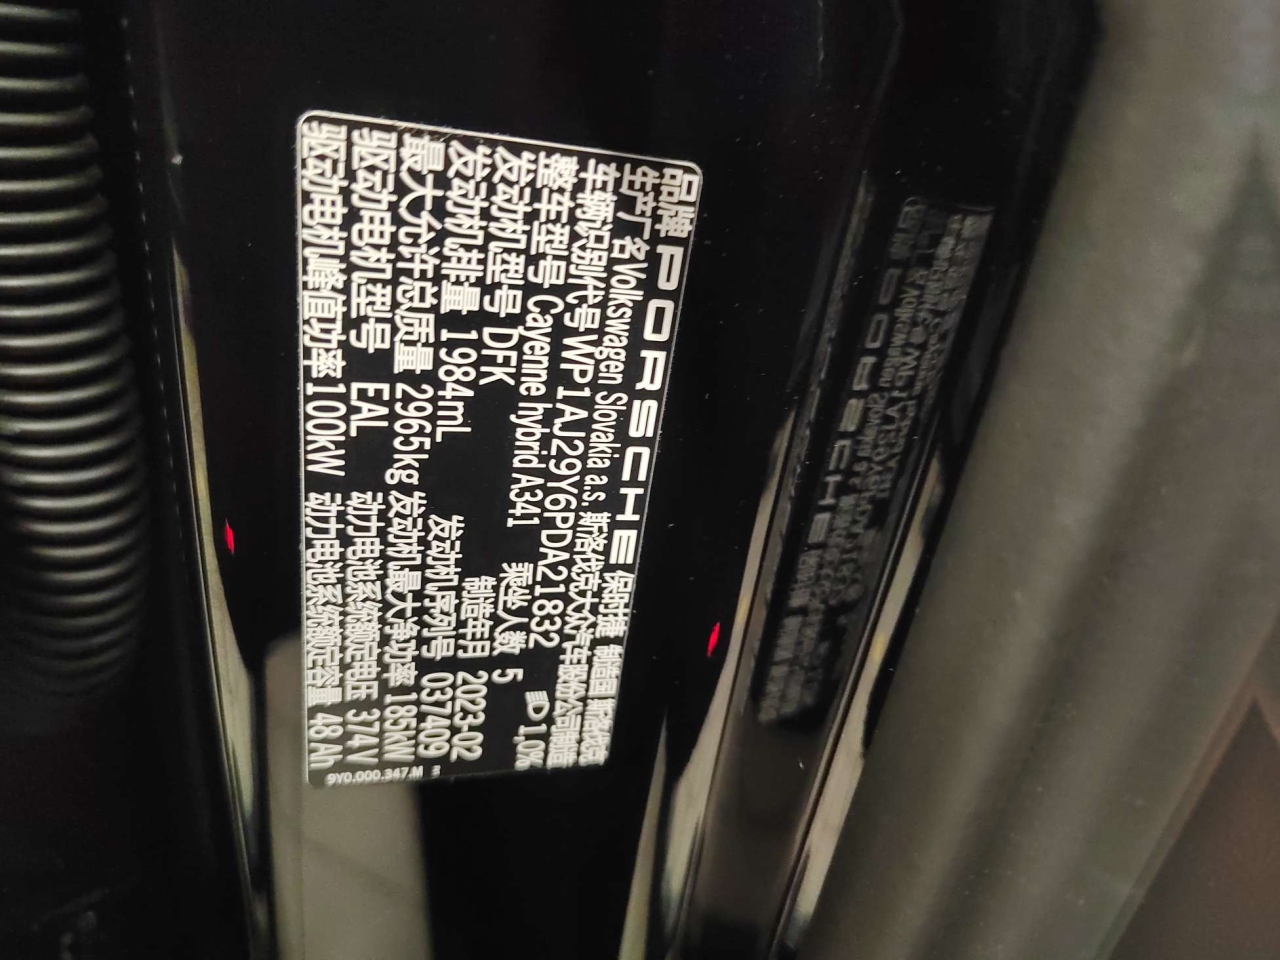 品牌 PORSCHE 保时捷 制造国 斯洛伐克
生产厂名 Volkswagen Slovakia a.s. 斯洛伐克大众汽车股份公司制造
车辆识别代号 WP1AJ29Y6PDA21832 1,0%
整车型号 Cayenne hybrid A341 乘坐人数 5
发动机型号 DFK 制造年月 2023-02
发动机排量 1984mL 发动机序列号 037409
最大允许总质量 2965kg 发动机最大净功率 185kW
驱动电机型号 EAL 动力电池系统额定电压 374V
驱动电机峰值功率 100kW 动力电池系统额定容量 48Ah
9Y0.000.347.M